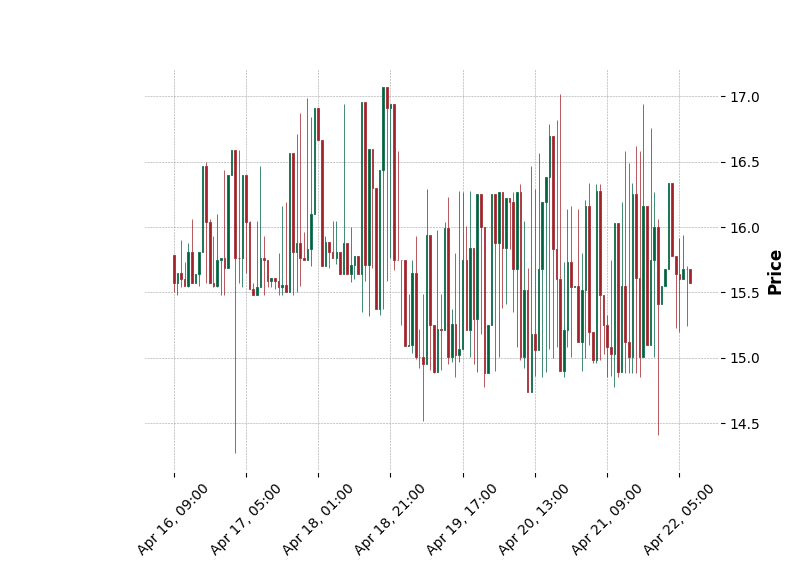 17.0
16.5
16.0
15.5
15.0
14.5
Price
Apr 16, 09:00
Apr 17, 05:00
Apr 18, 01:00
Apr 18, 21:00
Apr 19, 17:00
Apr 20, 13:00
Apr 21, 09:00
Apr 22, 05:00